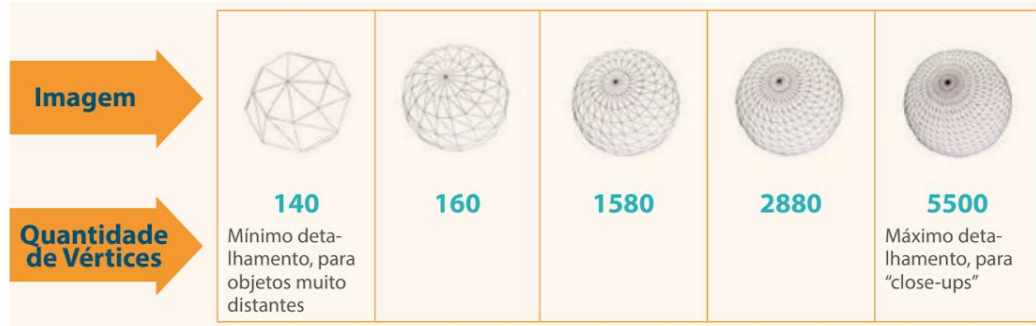 Imagem
140
160
1580
2880
5500
Quantidade
de Vértices
Mínimo deta-
lhamento, para
objetos muito
distantes
Máximo deta-
lhamento, para
“close-ups”